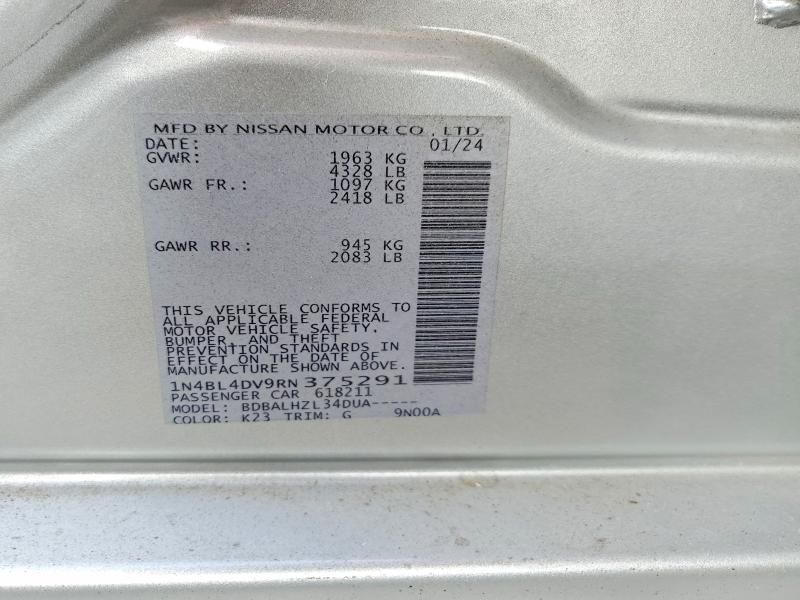 MFD BY NISSAN MOTOR CO., LTD.
DATE: 01/24
GVWR: 1963 KG
4328 LB
GAWR FR.: 1097 KG
2418 LB
GAWR RR.: 945 KG
2083 LB
THIS VEHICLE CONFORMS TO
ALL APPLICABLE FEDERAL
MOTOR VEHICLE SAFETY,
BUMPER, AND THEFT
PREVENTION STANDARDS IN
EFFECT ON THE DATE OF
MANUFACTURE SHOWN ABOVE.
1N4BL4DV9RN375291
PASSENGER CAR 618211
MODEL: BDBALHZL34DUA-----
COLOR: K23 TRIM: G 9N00A